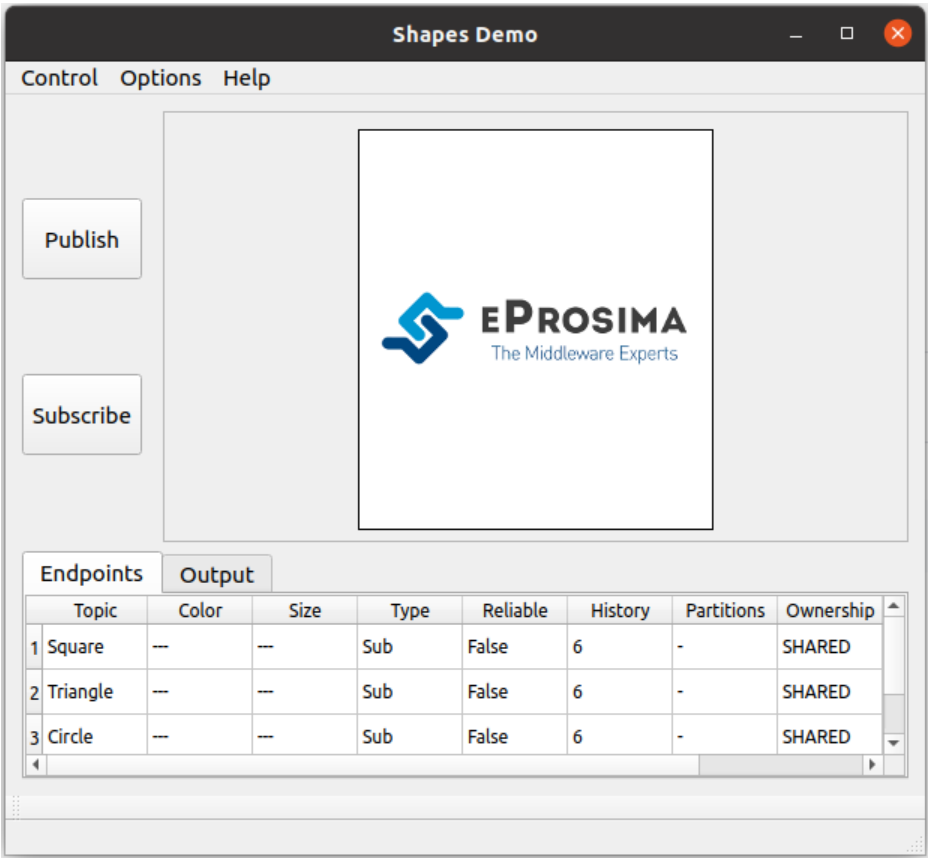 Shapes Demo
Control Options Help
Publish
EPROSIMA
The Middleware Experts
Subscribe
Endpoints Output
Topic Color Size Type Reliable History Partitions Ownership
1 Square --- --- Sub False 6 - SHARED
2 Triangle --- --- Sub False 6 - SHARED
3 Circle --- --- Sub False 6 - SHARED